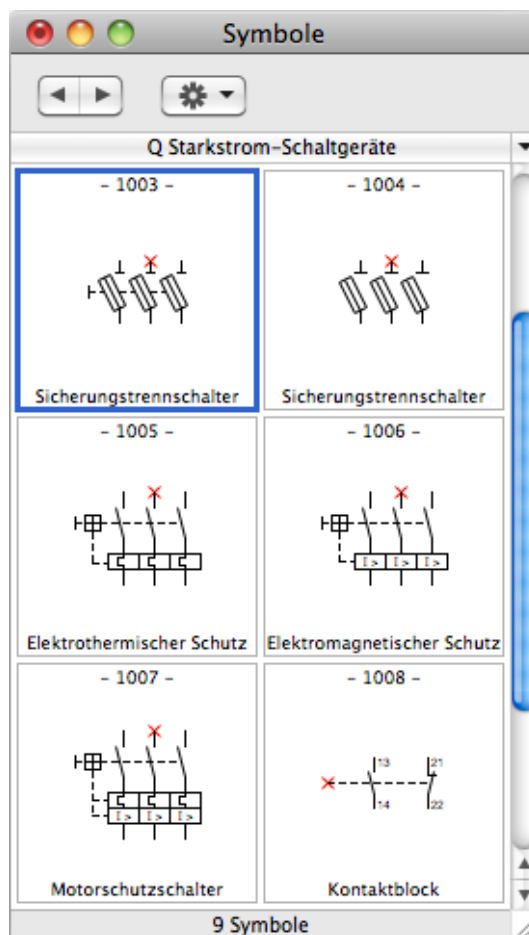 Symbole
Q Starkstrom-Schaltgeräte
- 1003 -
- 1004 -
Sicherungstrennschalter
Sicherungstrennschalter
- 1005 -
- 1006 -
I> I> I>
Elektrothermischer Schutz
Elektromagnetischer Schutz
- 1007 -
- 1008 -
I> I> I>
13 21
14 22
Motorschutzschalter
Kontaktblock
9 Symbole